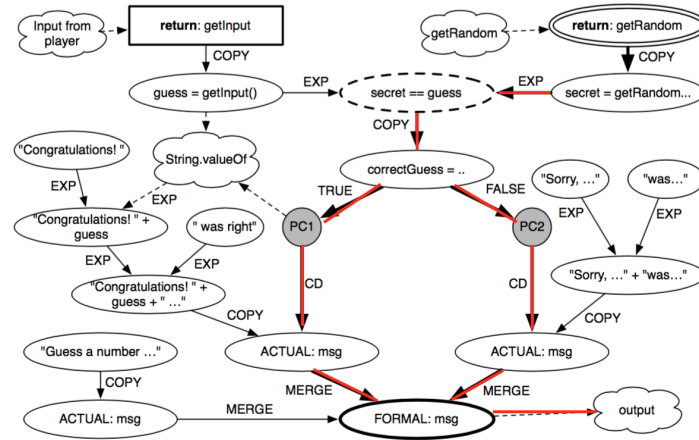 Input from
player
return: getInput
getRandom
return: getRandom
COPY
COPY
guess = getInput()
EXP
secret == guess
EXP
secret = getRandom...
COPY
"Congratulations! "
String.valueOf
correctGuess = ..
"Sorry, ..."
"was..."
EXP
EXP
TRUE
FALSE
EXP
EXP
"Congratulations! " +
guess
" was right"
PC1
PC2
EXP
EXP
"Congratulations! " +
guess + " ..."
CD
CD
"Sorry, ..." + "was..."
COPY
COPY
"Guess a number ..."
ACTUAL: msg
ACTUAL: msg
COPY
MERGE
MERGE
ACTUAL: msg
MERGE
FORMAL: msg
output